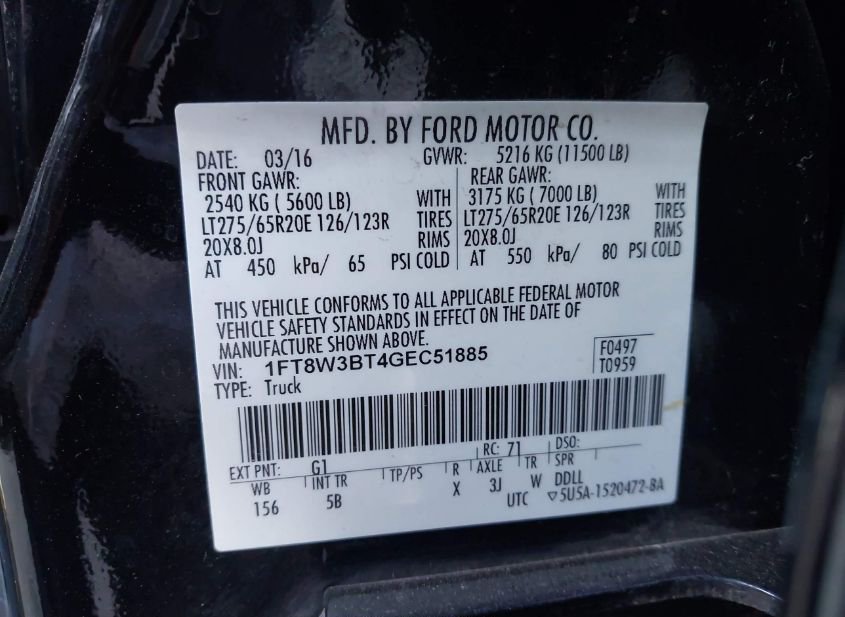 MFD. BY FORD MOTOR CO.
DATE: 03/16 GVWR: 5216 KG (11500 LB)
FRONT GAWR: REAR GAWR:
2540 KG ( 5600 LB) WITH 3175 KG ( 7000 LB) WITH
LT275/65R20E 126/123R TIRES LT275/65R20E 126/123R TIRES
20X8.0J RIMS 20X8.0J RIMS
AT 450 kPa/ 65 PSI COLD AT 550 kPa/ 80 PSI COLD
THIS VEHICLE CONFORMS TO ALL APPLICABLE FEDERAL MOTOR
VEHICLE SAFETY STANDARDS IN EFFECT ON THE DATE OF
MANUFACTURE SHOWN ABOVE.
VIN: 1FT8W3BT4GEC51885 F0497
TYPE: Truck T0959
EXT PNT: G1 RC: 71 DSO:
WB INT TR TP/PS R AXLE TR SPR
156 5B X 3J W DDLL
UTC ▽5U5A-1520472-BA